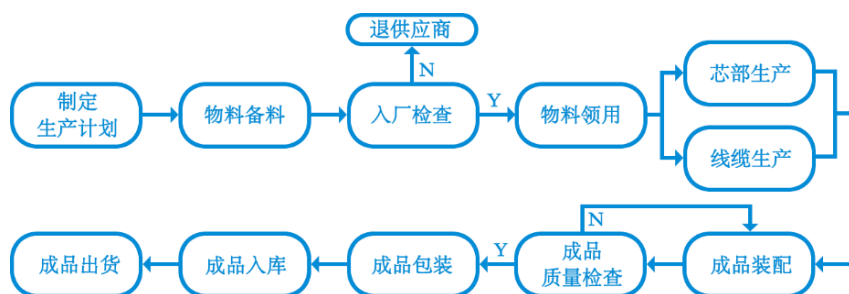 退供应商
N
制定
生产计划
物料备料
入厂检查
Y
物料领用
芯部生产
线缆生产
N
成品出货
成品入库
成品包装
Y
成品
质量检查
成品装配